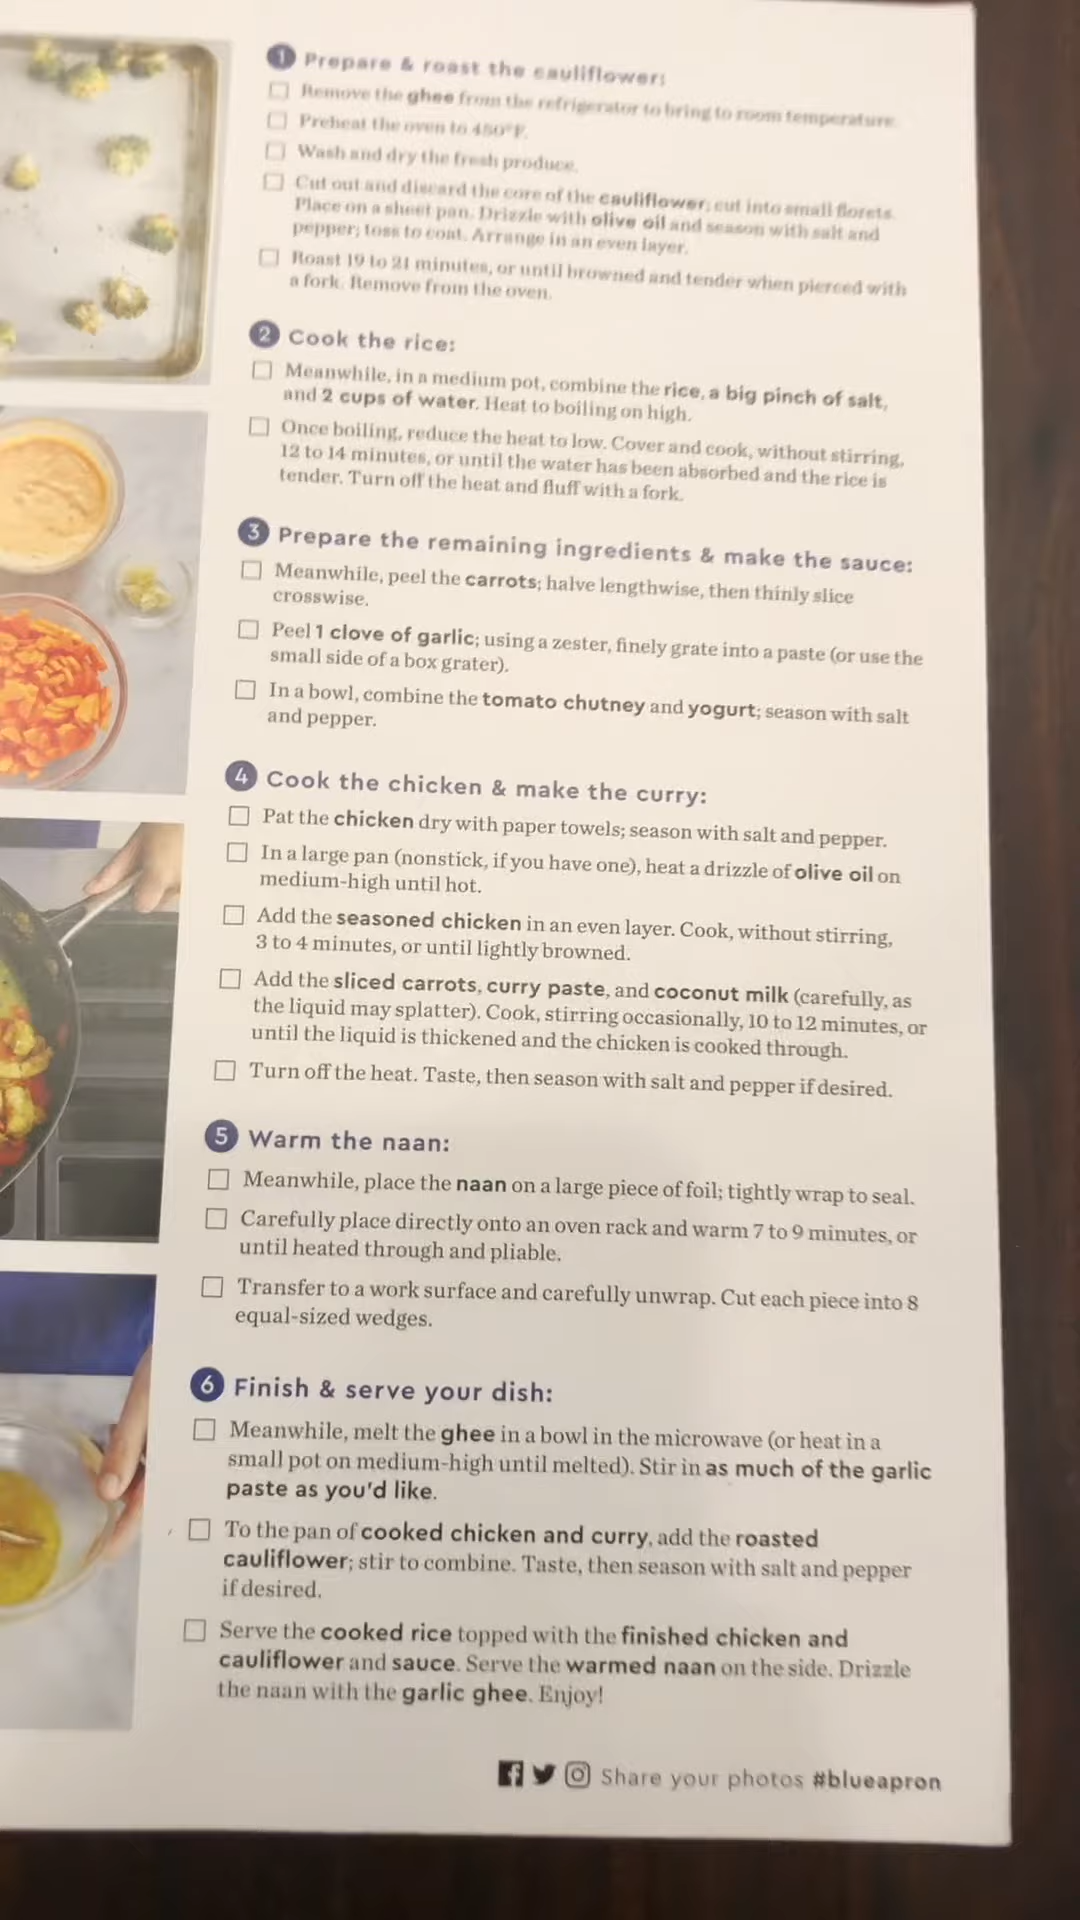 1 Prepare & roast the cauliflower:
Remove the ghee from the refrigerator to bring to room temperature.
Preheat the oven to 450°F.
Wash and dry the fresh produce.
Cut out and discard the core of the cauliflower; cut into small florets.
Place on a sheet pan. Drizzle with olive oil and season with salt and
pepper; toss to coat. Arrange in an even layer.
Roast 19 to 21 minutes, or until browned and tender when pierced with
a fork. Remove from the oven.
2 Cook the rice:
Meanwhile, in a medium pot, combine the rice, a big pinch of salt,
and 2 cups of water. Heat to boiling on high.
Once boiling, reduce the heat to low. Cover and cook, without stirring,
12 to 14 minutes, or until the water has been absorbed and the rice is
tender. Turn off the heat and fluff with a fork.
3 Prepare the remaining ingredients & make the sauce:
Meanwhile, peel the carrots; halve lengthwise, then thinly slice
crosswise.
Peel 1 clove of garlic; using a zester, finely grate into a paste (or use the
small side of a box grater).
In a bowl, combine the tomato chutney and yogurt; season with salt
and pepper.
4 Cook the chicken & make the curry:
Pat the chicken dry with paper towels; season with salt and pepper.
In a large pan (nonstick, if you have one), heat a drizzle of olive oil on
medium-high until hot.
Add the seasoned chicken in an even layer. Cook, without stirring,
3 to 4 minutes, or until lightly browned.
Add the sliced carrots, curry paste, and coconut milk (carefully, as
the liquid may splatter). Cook, stirring occasionally, 10 to 12 minutes, or
until the liquid is thickened and the chicken is cooked through.
Turn off the heat. Taste, then season with salt and pepper if desired.
5 Warm the naan:
Meanwhile, place the naan on a large piece of foil; tightly wrap to seal.
Carefully place directly onto an oven rack and warm 7 to 9 minutes, or
until heated through and pliable.
Transfer to a work surface and carefully unwrap. Cut each piece into 8
equal-sized wedges.
6 Finish & serve your dish:
Meanwhile, melt the ghee in a bowl in the microwave (or heat in a
small pot on medium-high until melted). Stir in as much of the garlic
paste as you'd like.
To the pan of cooked chicken and curry, add the roasted
cauliflower; stir to combine. Taste, then season with salt and pepper
if desired.
Serve the cooked rice topped with the finished chicken and
cauliflower and sauce. Serve the warmed naan on the side. Drizzle
the naan with the garlic ghee. Enjoy!
Share your photos #blueapron